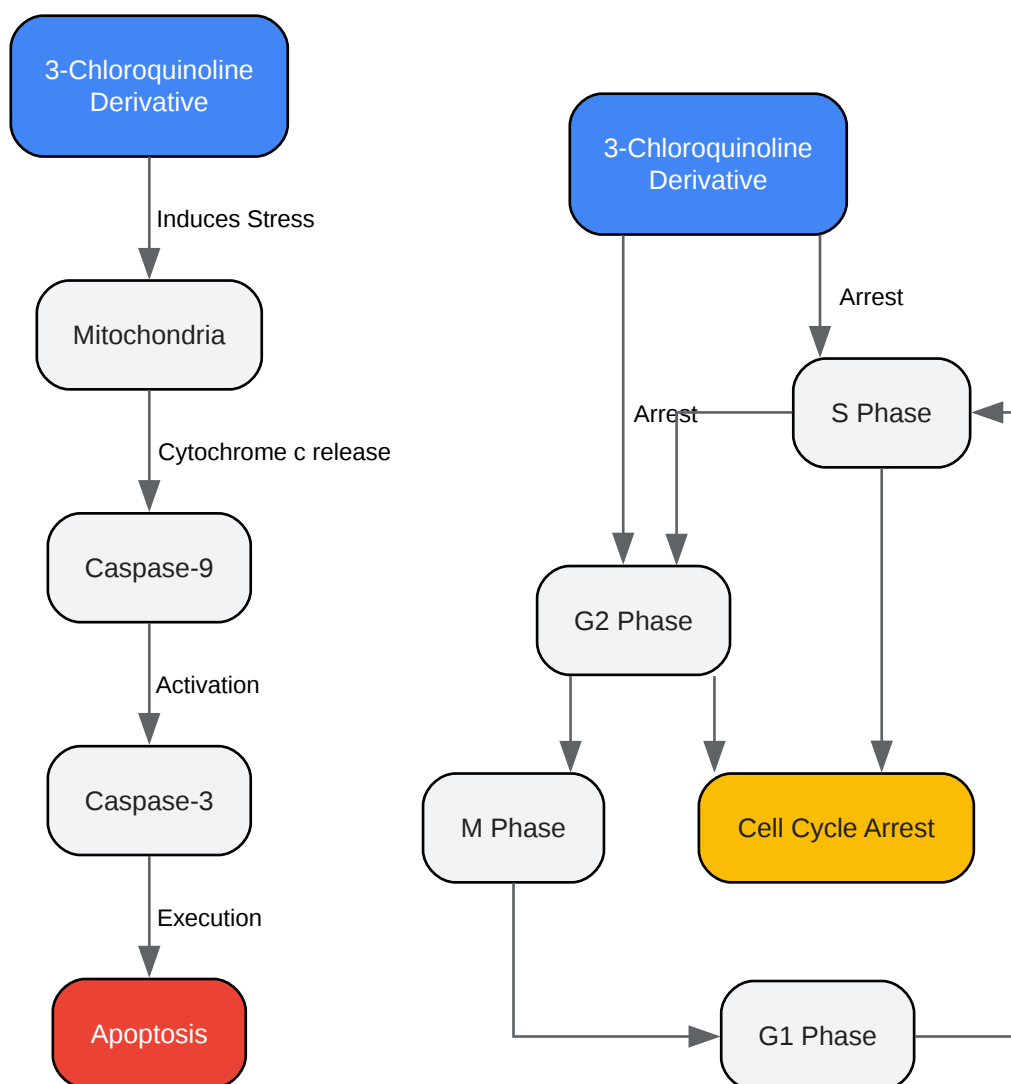 3-Chloroquinoline
Derivative
Induces Stress
Mitochondria
Cytochrome c release
Caspase-9
Activation
Caspase-3
Execution
Apoptosis
3-Chloroquinoline
Derivative
Arrest
S Phase
Arrest
G2 Phase
M Phase
Cell Cycle Arrest
G1 Phase